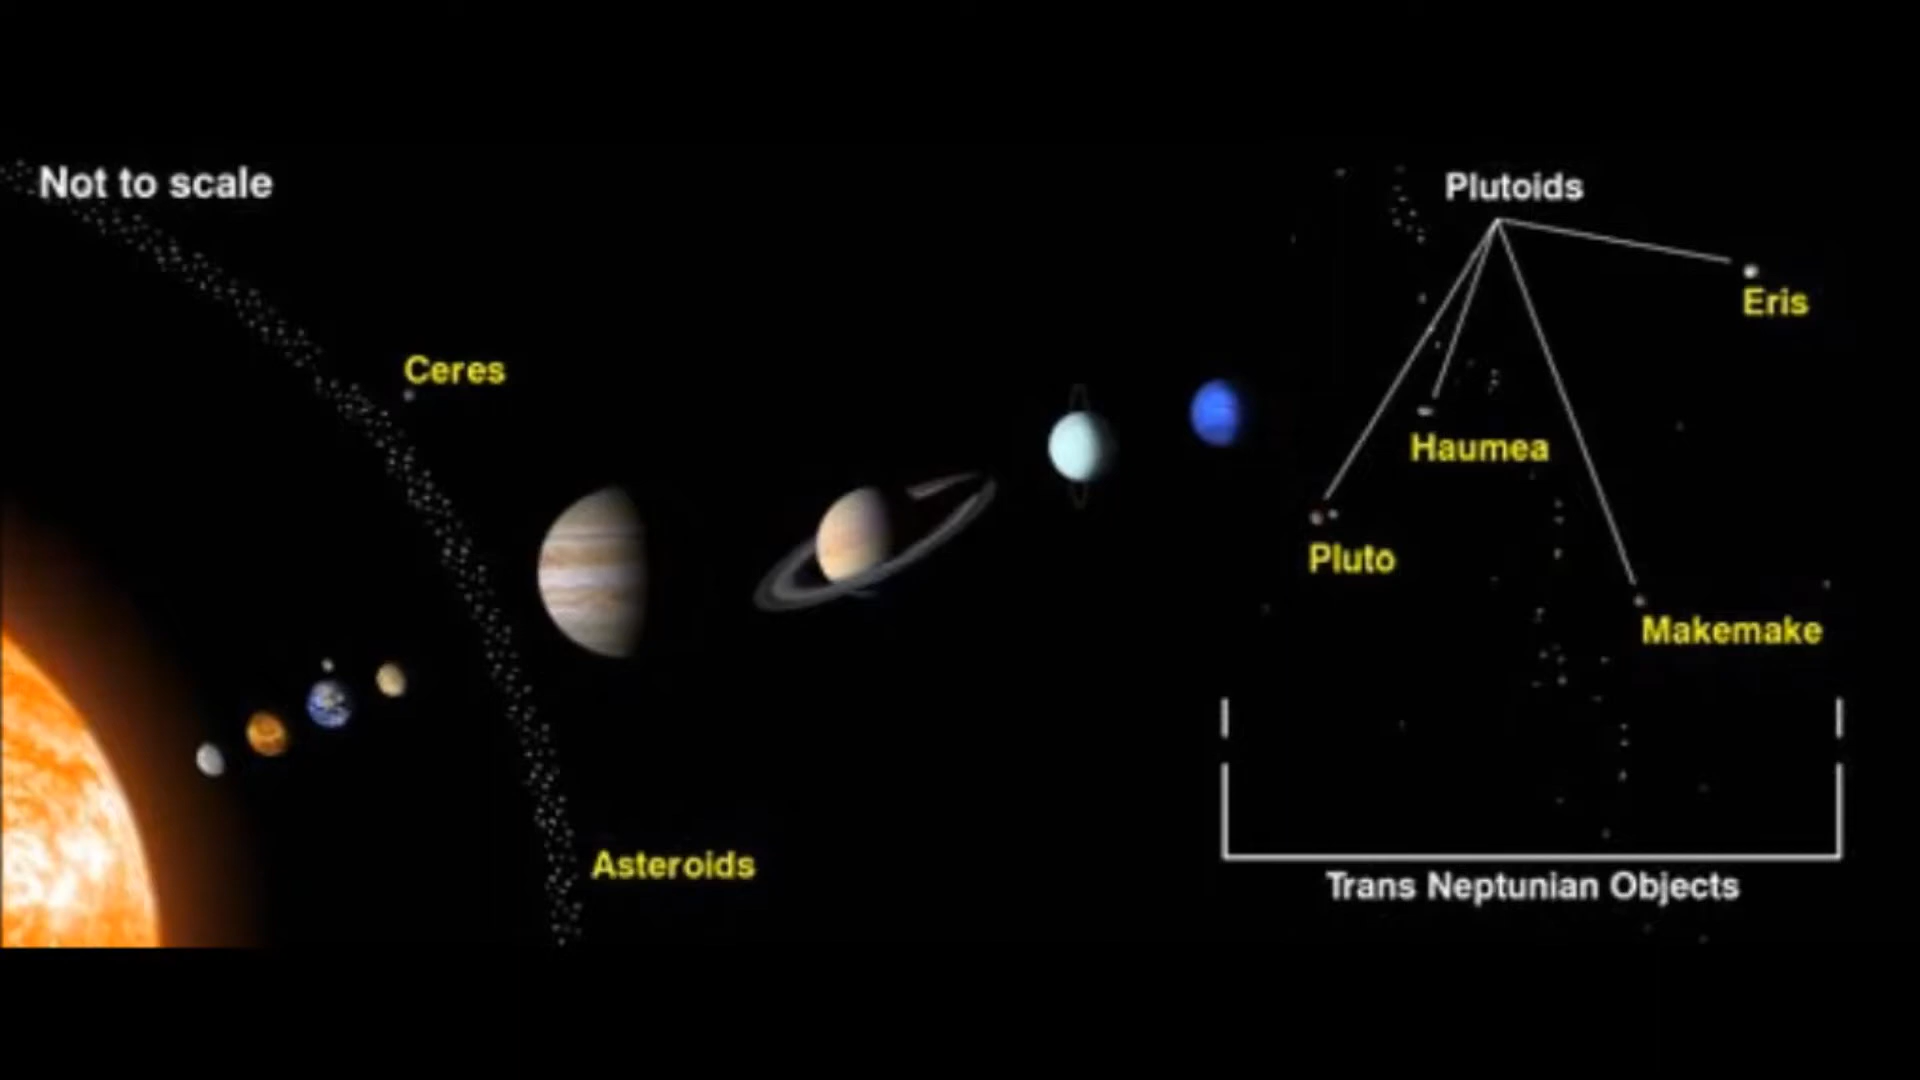 Not to scale
Plutoids
Eris
Ceres
Haumea
Pluto
Makemake
Asteroids
Trans Neptunian Objects